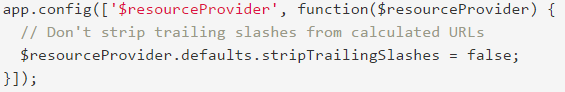 app.config(['$resourceProvider', function($resourceProvider) {
  // Don't strip trailing slashes from calculated URLs
  $resourceProvider.defaults.stripTrailingSlashes = false;
}]);